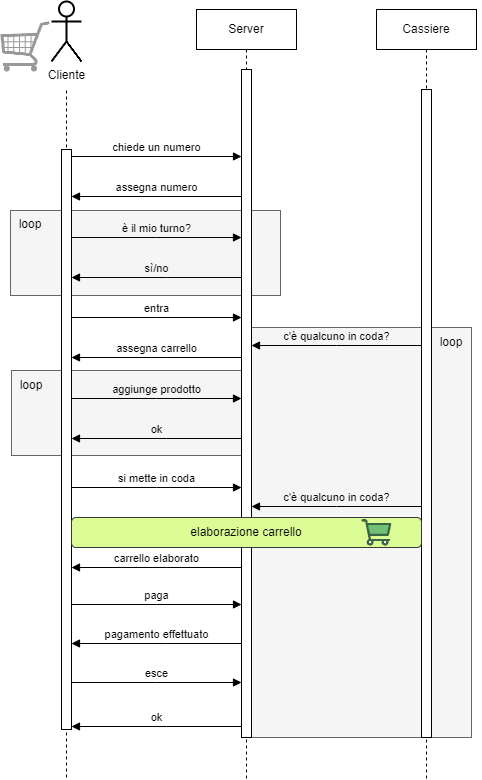 Server
Cassiere
Cliente
chiede un numero
assegna numero
loop
è il mio turno?
sì/no
entra
c'è qualcuno in coda?
loop
assegna carrello
loop
aggiunge prodotto
ok
si mette in coda
c'è qualcuno in coda?
elaborazione carrello
carrello elaborato
paga
pagamento effettuato
esce
ok